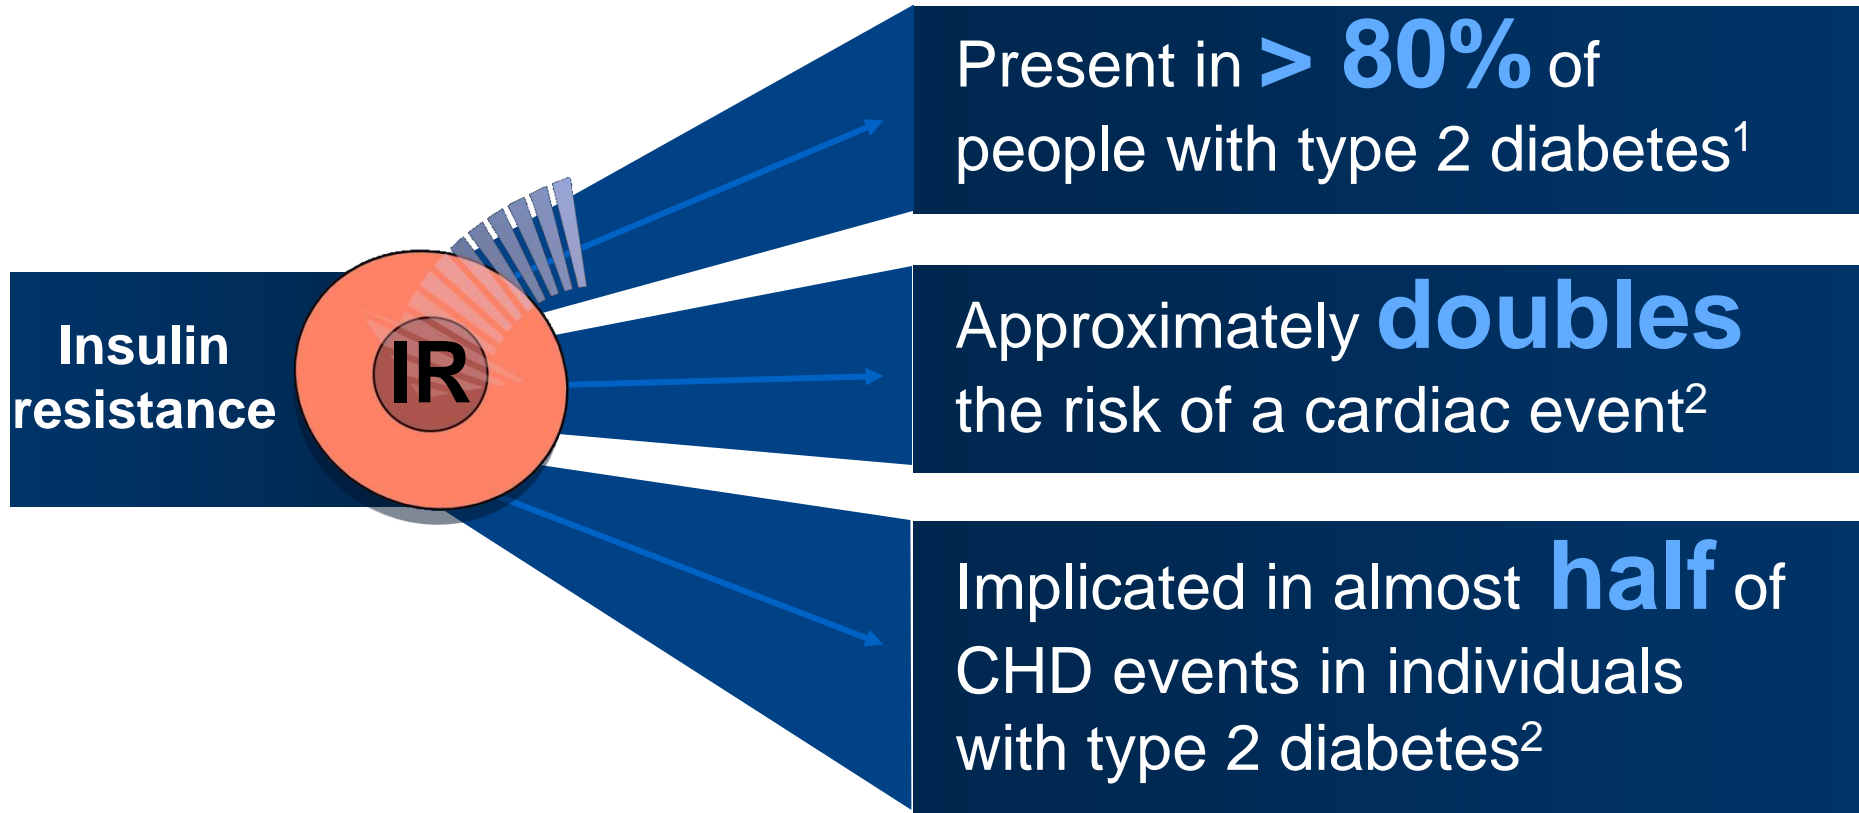 Insulin
resistance
IR
Present in > 80% of
people with type 2 diabetes¹
Approximately doubles
the risk of a cardiac event²
Implicated in almost half of
CHD events in individuals
with type 2 diabetes²